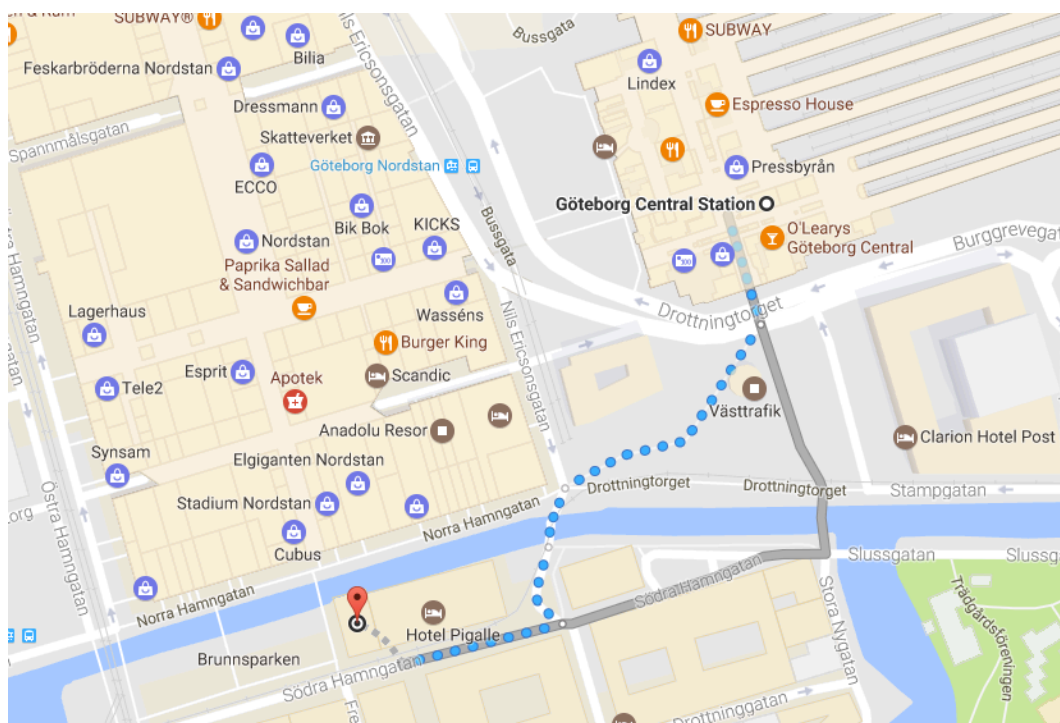 SUBWAY®
Bilia
Feskarbröderna Nordstan
Dressmann
Skatteverket
Spannmålsgatan
Göteborg Nordstan
ECCO
Bik Bok
KICKS
Nordstan
Paprika Sallad
& Sandwichbar
Wasséns
Lagerhaus
Burger King
Esprit
Scandic
Tele2
Apotek
Anadolu Resor
Synsam
Elgiganten Nordstan
Stadium Nordstan
Cubus
Östra Hamngatan
Nils Ericsonsgatan
Bussgata
Bussgata
Nils Ericsonsgatan
SUBWAY
Lindex
Espresso House
Pressbyrån
Göteborg Central Station
O'Learys
Göteborg Central
Burggrevegat
Drottningtorget
Västtrafik
Clarion Hotel Post
Drottningtorget
Drottningtorget
Stampgatan
Norra Hamngatan
Norra Hamngatan
Slussgatan
Slussg
Södra Hamngatan
Stora Nygatan
Trädgårdsföreningen
Hotel Pigalle
Brunnsparken
Södra Hamngatan
Fre
Drottninggatan